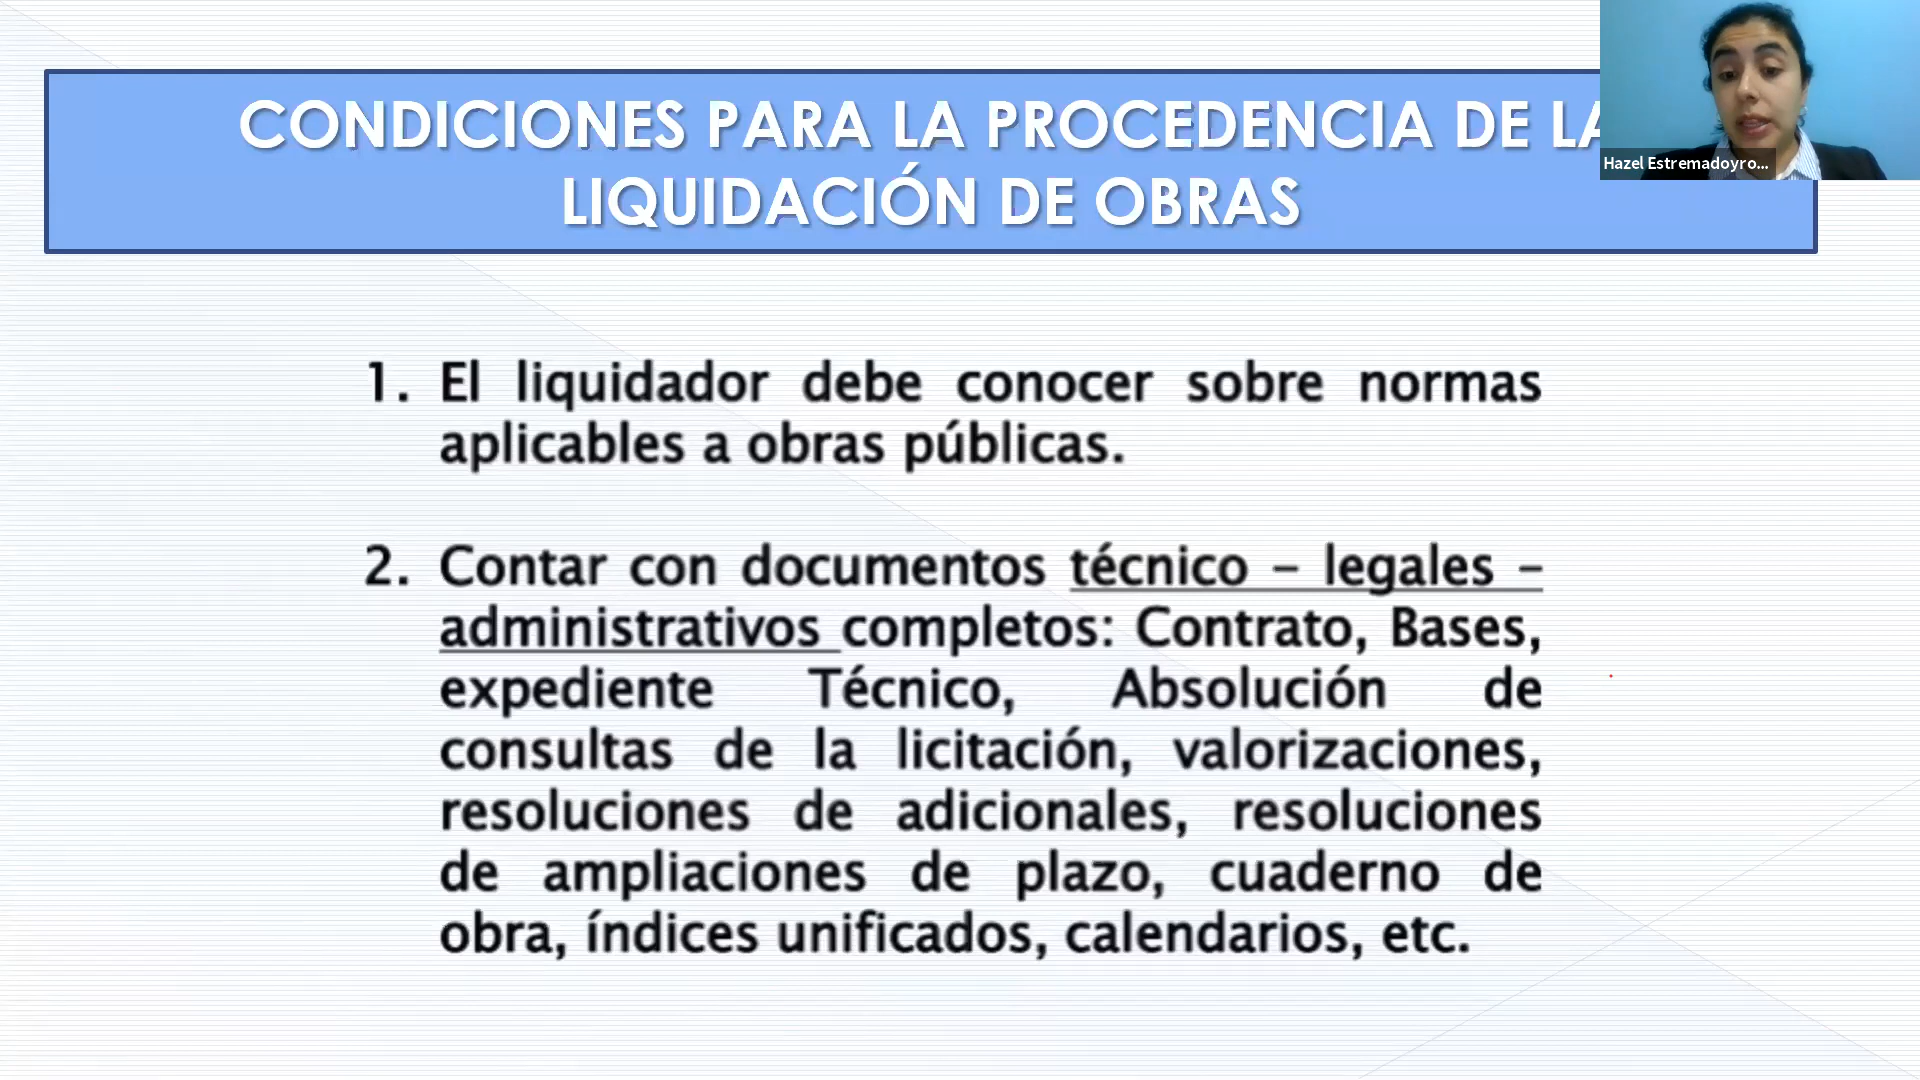 CONDICIONES PARA LA PROCEDENCIA DE LA
LIQUIDACIÓN DE OBRAS
Hazel Estremadoyro...
1. El liquidador debe conocer sobre normas
aplicables a obras públicas.
2. Contar con documentos técnico – legales –
administrativos completos: Contrato, Bases,
expediente Técnico, Absolución de
consultas de la licitación, valorizaciones,
resoluciones de adicionales, resoluciones
de ampliaciones de plazo, cuaderno de
obra, índices unificados, calendarios, etc.